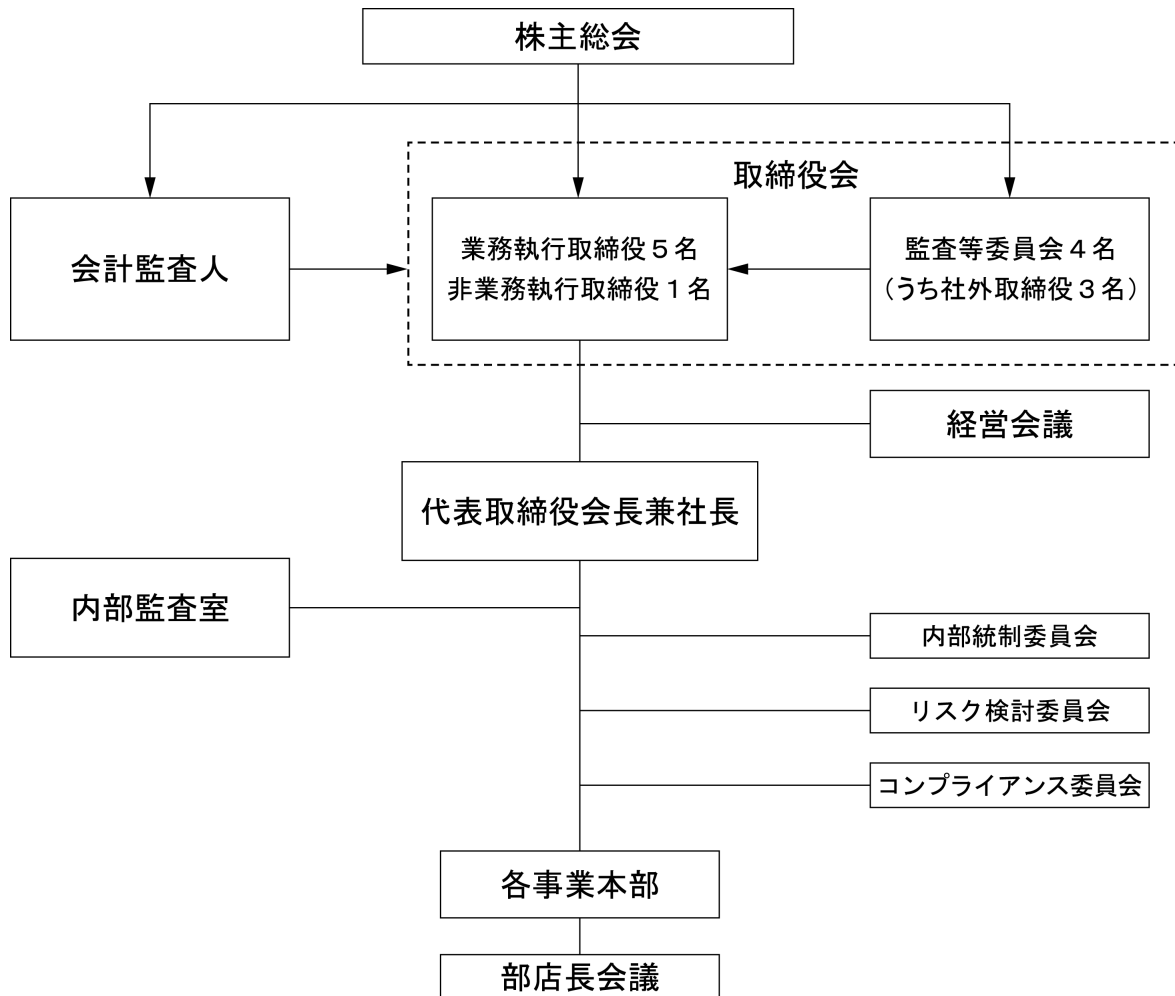 株主総会
取締役会
会計監査人
業務執行取締役５名
非業務執行取締役１名
監査等委員会４名
（うち社外取締役３名）
経営会議
代表取締役会長兼社長
内部監査室
内部統制委員会
リスク検討委員会
コンプライアンス委員会
各事業本部
部店長会議